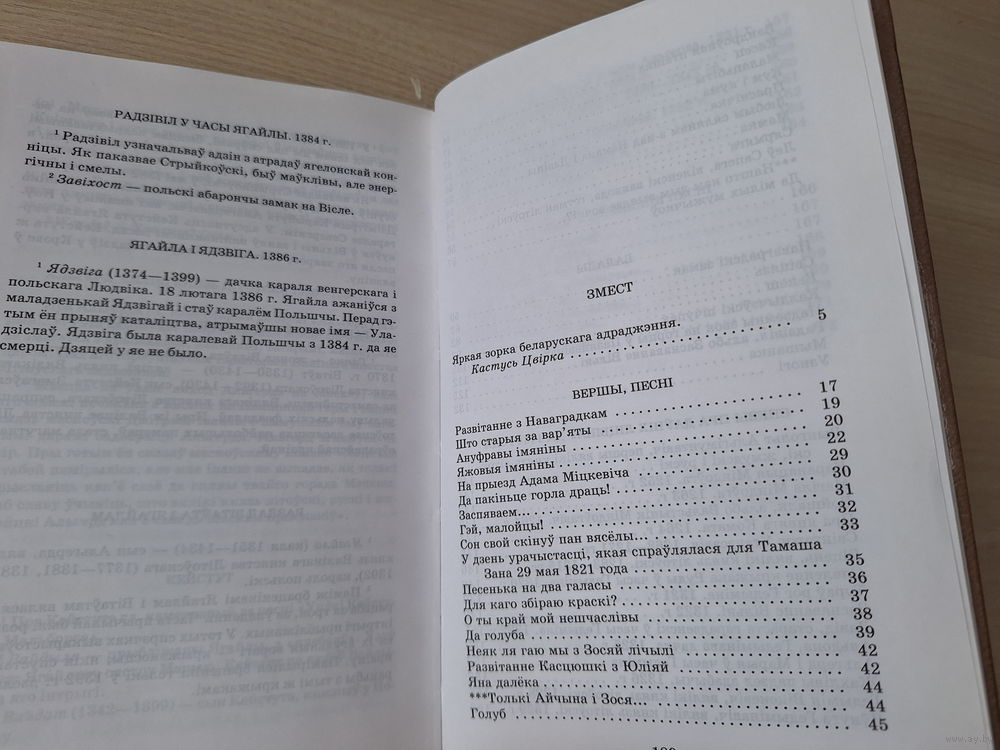 РАДЗІВІЛ У ЧАСЫ ЯГАЙЛЫ. 1384 г.
¹ Радзівіл узначальваў адзін з атрадаў ягелонскай кон-
ніцы. Як паказвае Стрыйкоўскі, быў маўклівы, але энер-
гічны і смелы.
² Завіхост — польскі абарончы замак на Вісле.
ЯГАЙЛА І ЯДЗВІГА. 1386 г.
¹ Ядзвіга (1374—1399) — дачка караля венгерскага і
польскага Людвіка. 18 лютага 1386 г. Ягайла ажаніўся з
маладзенькай Ядзвігай і стаў каралём Польшчы. Перад гэ-
тым ён прыняў каталіцтва, атрымаўшы новае імя — Ула-
дзіслаў. Ядзвіга была каралевай Польшчы з 1384 г. да яе
смерці. Дзяцей у яе не было.
ЗМЕСТ
Яркая зорка беларускага адраджэння.
Кастусь Цвірка . . . . . . . . . . 5
ВЕРШЫ, ПЕСНІ
Развітанне з Наваградкам . . . . . . . . . . 17
Што старыя за вар’яты . . . . . . . . . . 19
Ануфравы імяніны . . . . . . . . . . 20
Яжовыя імяніны . . . . . . . . . . 22
На прыезд Адама Міцкевіча . . . . . . . . . . 29
Да пакіньце горла драць! . . . . . . . . . . 30
Заспяваем... . . . . . . . . . . 31
Гэй, малойцы! . . . . . . . . . . 32
Сон свой скінуў пан вясёлы... . . . . . . . . . . 33
У дзень урачыстасці, якая спраўлялася для Тамаша
Зана 29 мая 1821 года . . . . . . . . . . 35
Песенька на два галасы . . . . . . . . . . 36
Для каго збіраю краскі? . . . . . . . . . . 37
О ты край мой нешчаслівы . . . . . . . . . . 38
Да голуба . . . . . . . . . . 39
Неяк ля гаю мы з Зосяй лічылі . . . . . . . . . . 42
Развітанне Касцюшкі з Юліяй . . . . . . . . . . 42
Яна далёка . . . . . . . . . . 44
***Толькі Айчына і Зося... . . . . . . . . . . 44
Голуб . . . . . . . . . . 45
www.ay.by